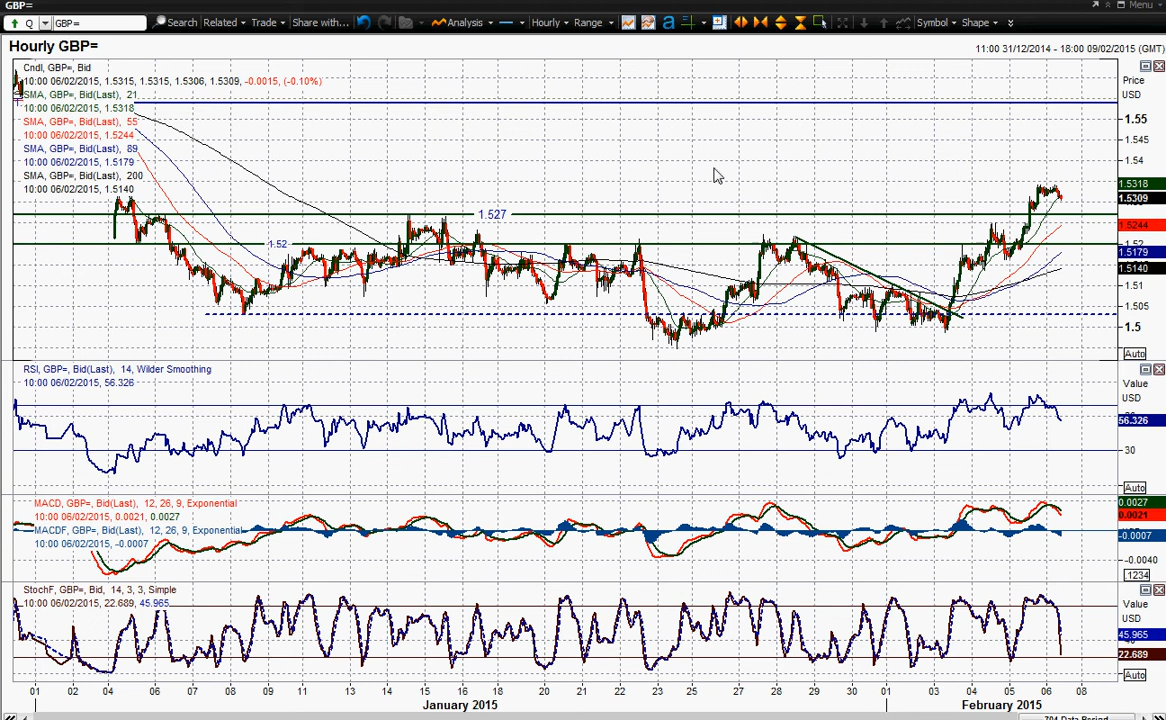 GBP=
Menu
Q GBP= Search Related Trade Share with... Analysis Hourly Range a Symbol Shape
Hourly GBP=
11:00 31/12/2014 - 18:00 09/02/2015 (GMT)
Cndl, GBP=, Bid
10:00 06/02/2015, 1.5315, 1.5315, 1.5306, 1.5309, -0.0015, (-0.10%)
SMA, GBP=, Bid(Last), 21
10:00 06/02/2015, 1.5318
SMA, GBP=, Bid(Last), 55
10:00 06/02/2015, 1.5244
SMA, GBP=, Bid(Last), 89
10:00 06/02/2015, 1.5179
SMA, GBP=, Bid(Last), 200
10:00 06/02/2015, 1.5140
Price
USD
1.55
1.545
1.54
1.5318
1.5309
1.527
1.5244
1.52
1.52
1.5179
1.5140
1.51
1.505
1.5
Auto
RSI, GBP=, Bid(Last), 14, Wilder Smoothing
10:00 06/02/2015, 56.326
Value
USD
56.326
30
Auto
MACD, GBP=, Bid(Last), 12, 26, 9, Exponential
10:00 06/02/2015, 0.0021, 0.0027
MACDF, GBP=, Bid(Last), 12, 26, 9, Exponential
10:00 06/02/2015, -0.0007
0.0027
0.0021
-0.0007
-0.0040
.1234
StochF, GBP=, Bid, 14, 3, 3, Simple
10:00 06/02/2015, 22.689, 45.965
Value
USD
45.965
22.689
Auto
01 02 05 06 07 08 09 11 13 14 15 16 18 20 21 22 23 25 27 28 29 30 01 03 04 05 06 08
January 2015 February 2015